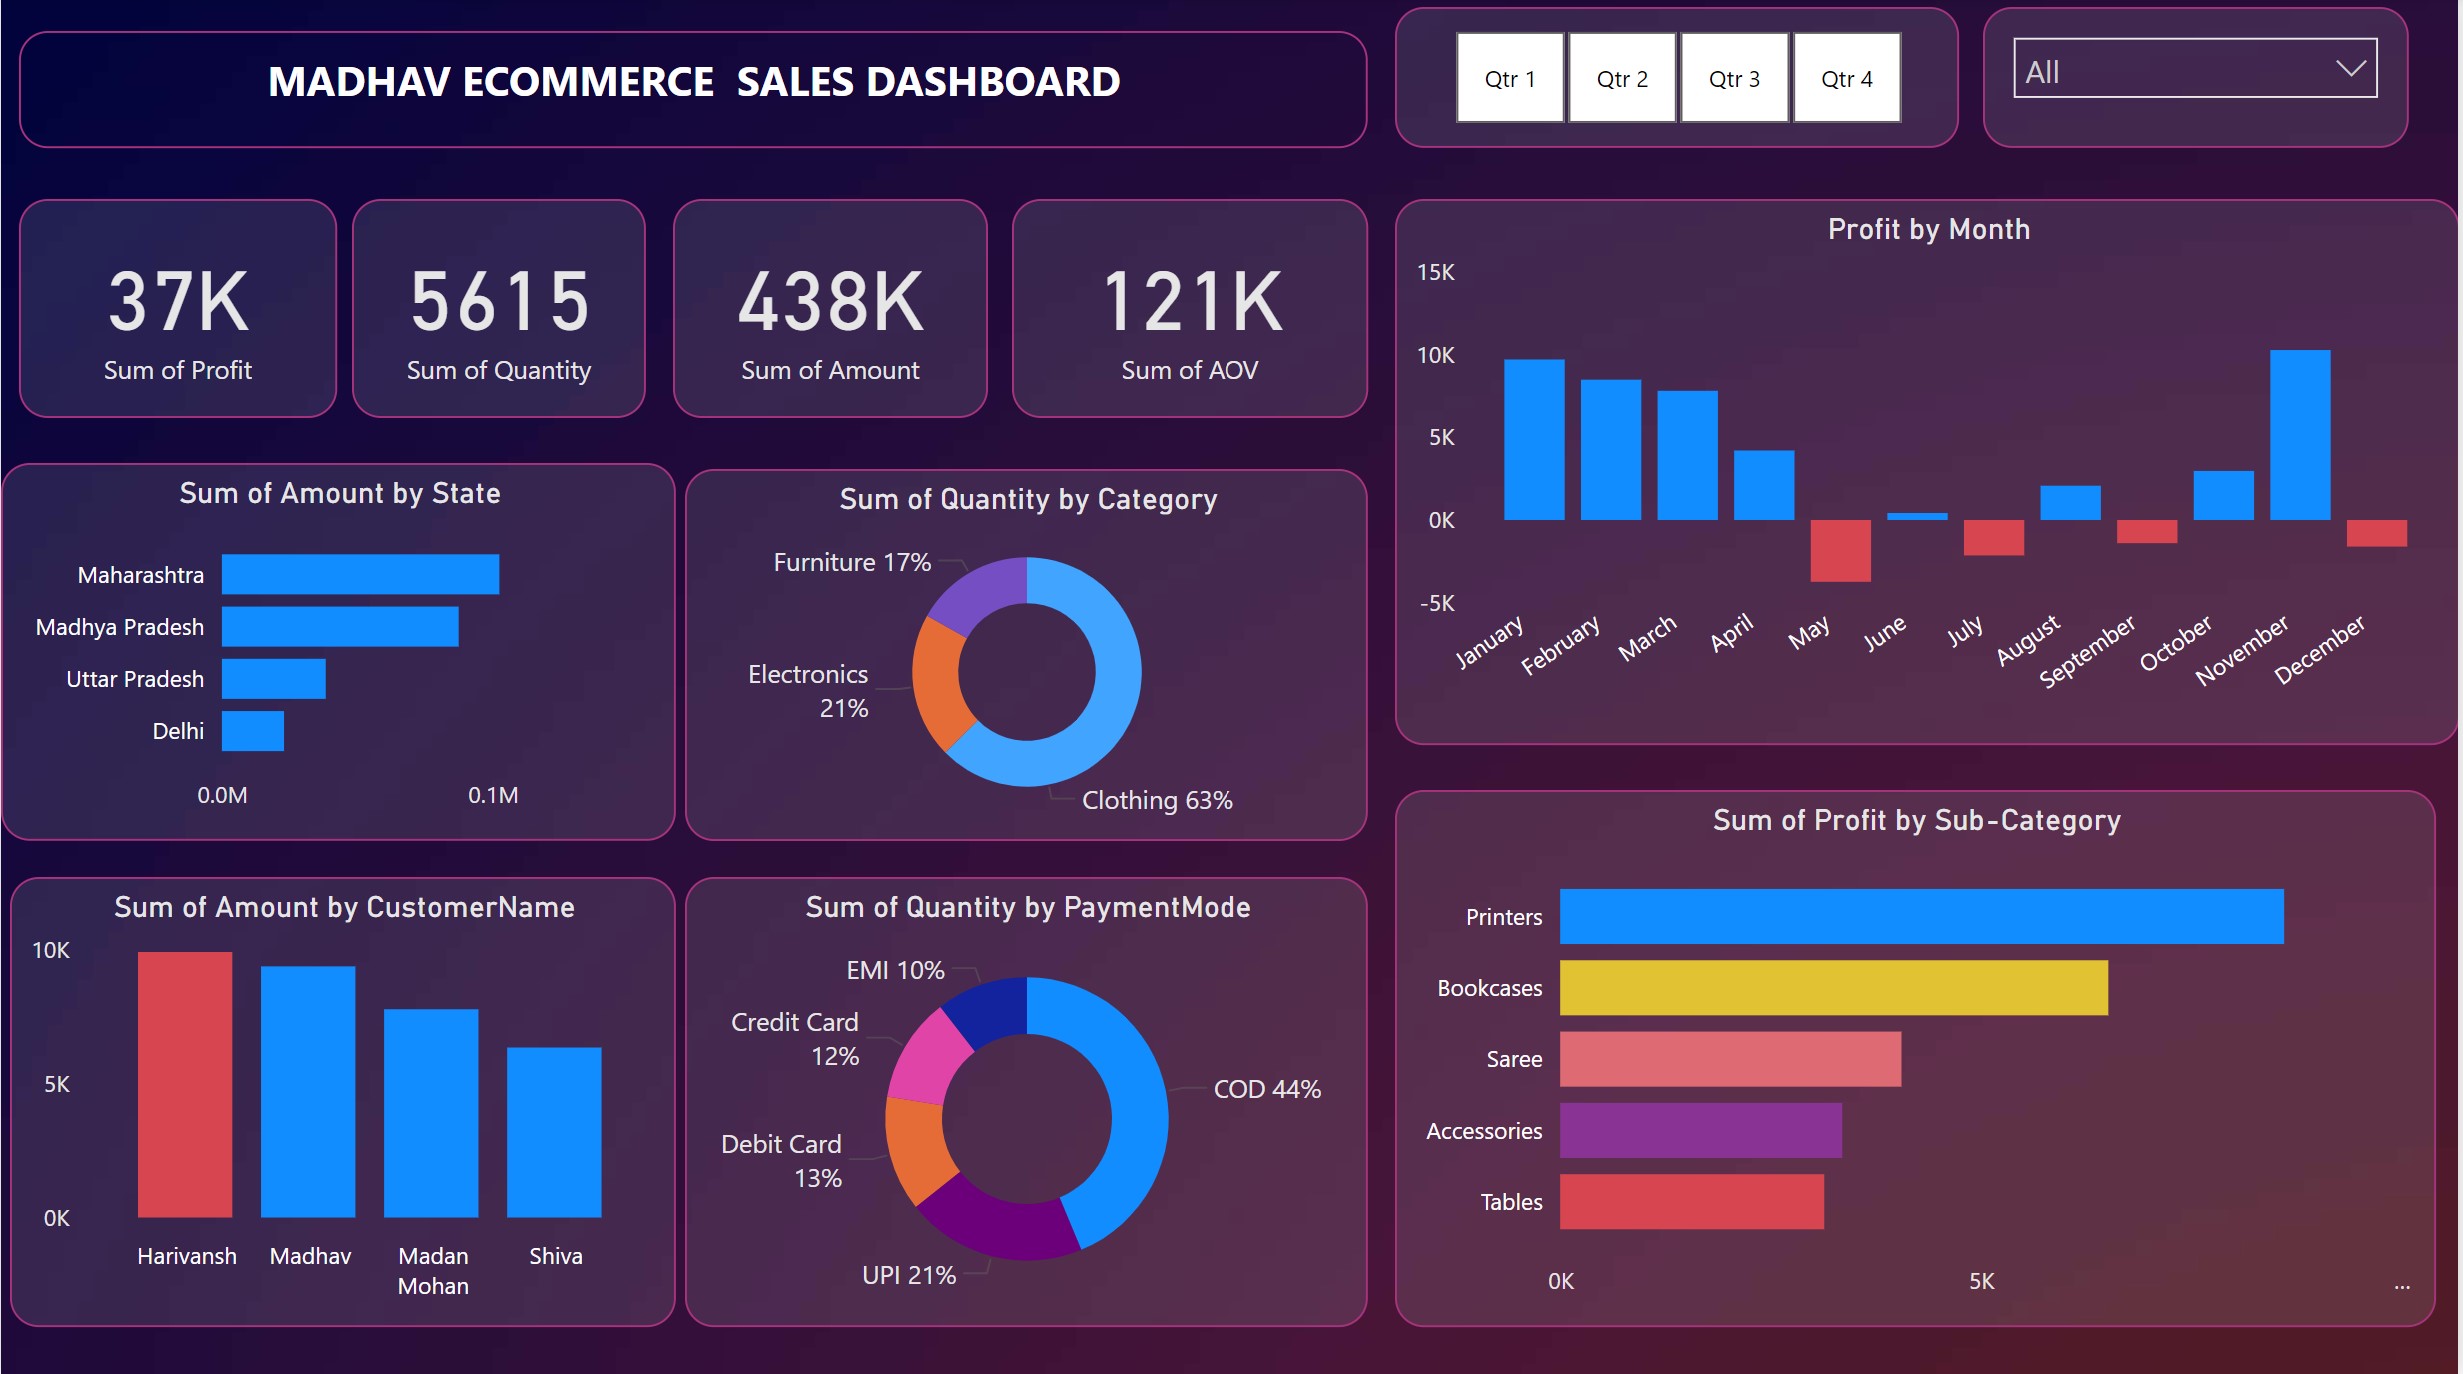 MADHAV ECOMMERCE  SALES DASHBOARD
Qtr 1
Qtr 2
Qtr 3
Qtr 4
All
37K
Sum of Profit
5615
Sum of Quantity
438K
Sum of Amount
121K
Sum of AOV
Profit by Month
15K
10K
5K
0K
-5K
January
February
March
April
May
June
July
August
September
October
November
December
Sum of Amount by State
Maharashtra
Madhya Pradesh
Uttar Pradesh
Delhi
0.0M
0.1M
Sum of Quantity by Category
Furniture 17%
Electronics
21%
Clothing 63%
Sum of Amount by CustomerName
10K
5K
0K
Harivansh
Madhav
Madan
Mohan
Shiva
Sum of Quantity by PaymentMode
EMI 10%
Credit Card
12%
Debit Card
13%
UPI 21%
COD 44%
Sum of Profit by Sub-Category
Printers
Bookcases
Saree
Accessories
Tables
0K
5K
...